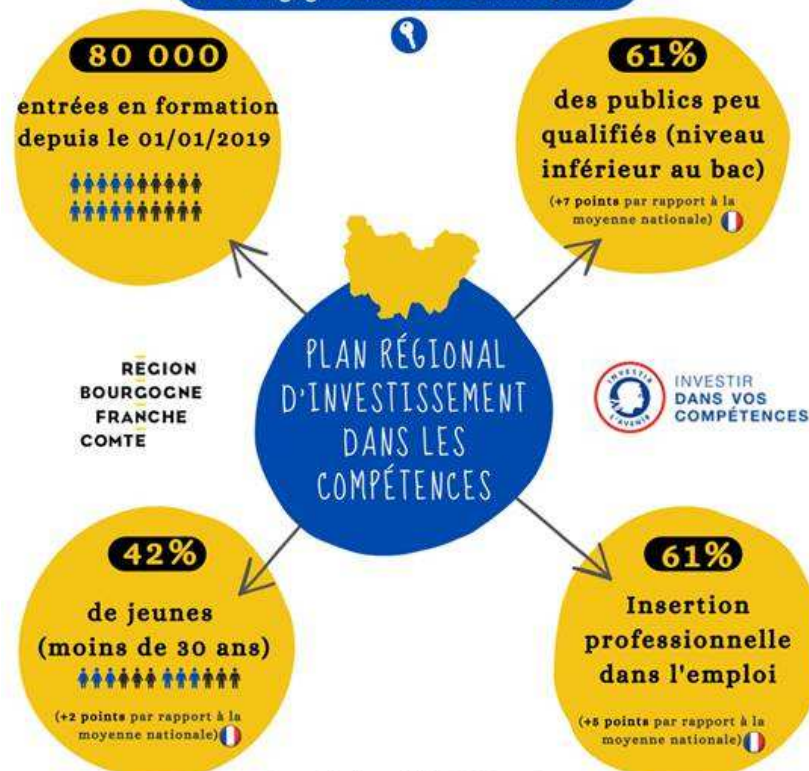 80 000
entrées en formation
depuis le 01/01/2019
61%
des publics peu
qualifiés (niveau
inférieur au bac)
(+7 points par rapport à la
moyenne nationale)
PLAN RÉGIONAL
D'INVESTISSEMENT
DANS LES
COMPÉTENCES
RÉGION
BOURGOGNE
FRANCHE
COMTÉ
INVESTIR
L'AVENIR
INVESTIR
DANS VOS
COMPÉTENCES
42%
de jeunes
(moins de 30 ans)
(+2 points par rapport à la
moyenne nationale)
61%
Insertion
professionnelle
dans l'emploi
(+5 points par rapport à la
moyenne nationale)